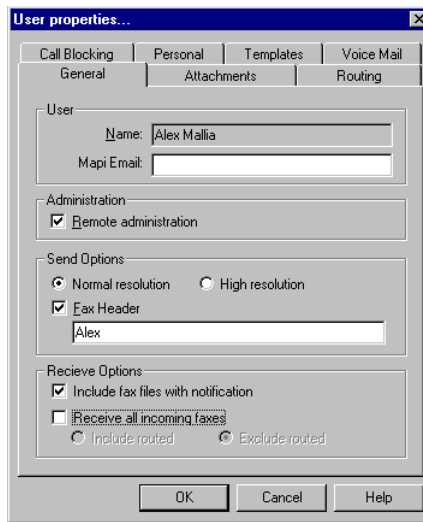 User properties...
Call Blocking Personal Templates Voice Mail
General Attachments Routing
User
Name: Alex Mallia
Mapi Email:
Administration
Remote administration
Send Options
Normal resolution High resolution
Fax Header
Alex
Recieve Options
Include fax files with notification
Receive all incoming faxes
Include routed Exclude routed
OK Cancel Help